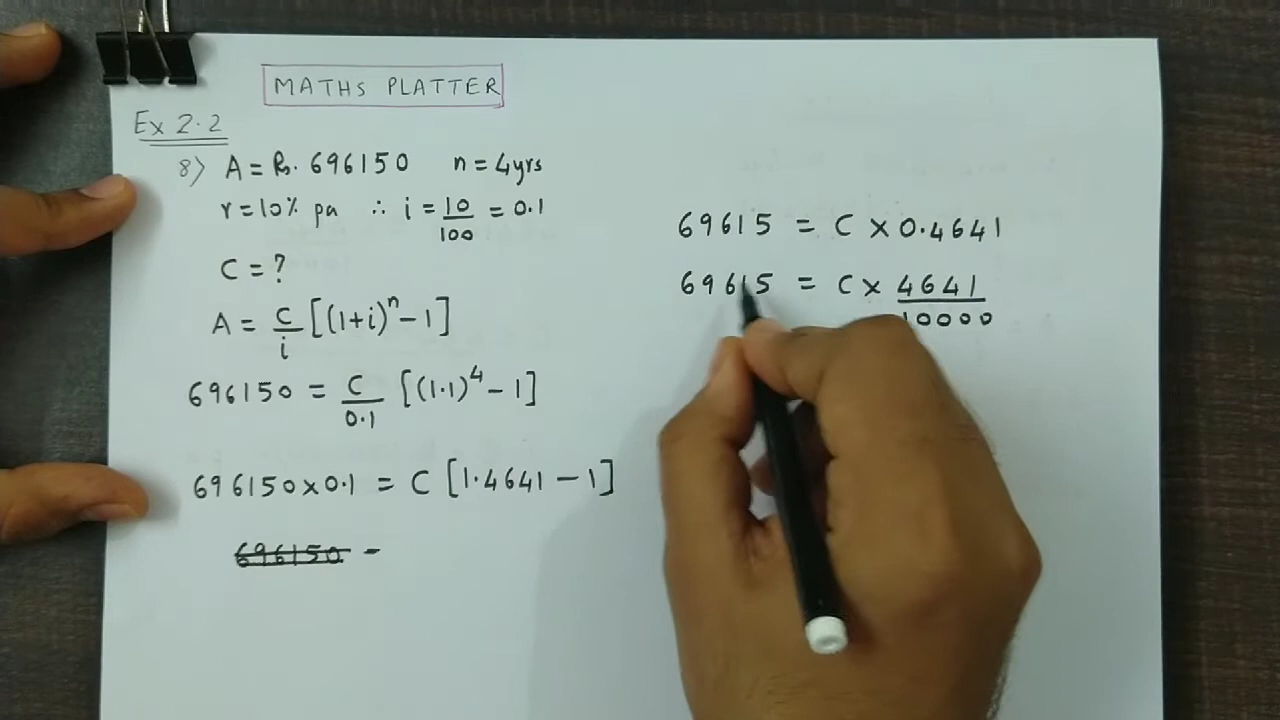 MATHS PLATTER
Ex 2.2
8) A = Rs. 696150 n = 4yrs
r = 10% pa ∴ i = 10/100 = 0.1
C = ?
A = C/i [(1+i)^n - 1]
696150 = C/0.1 [(1.1)^4 - 1]
696150 x 0.1 = C [1.4641 - 1]
696150 -
69615 = C x 0.4641
69615 = C x 4641/10000